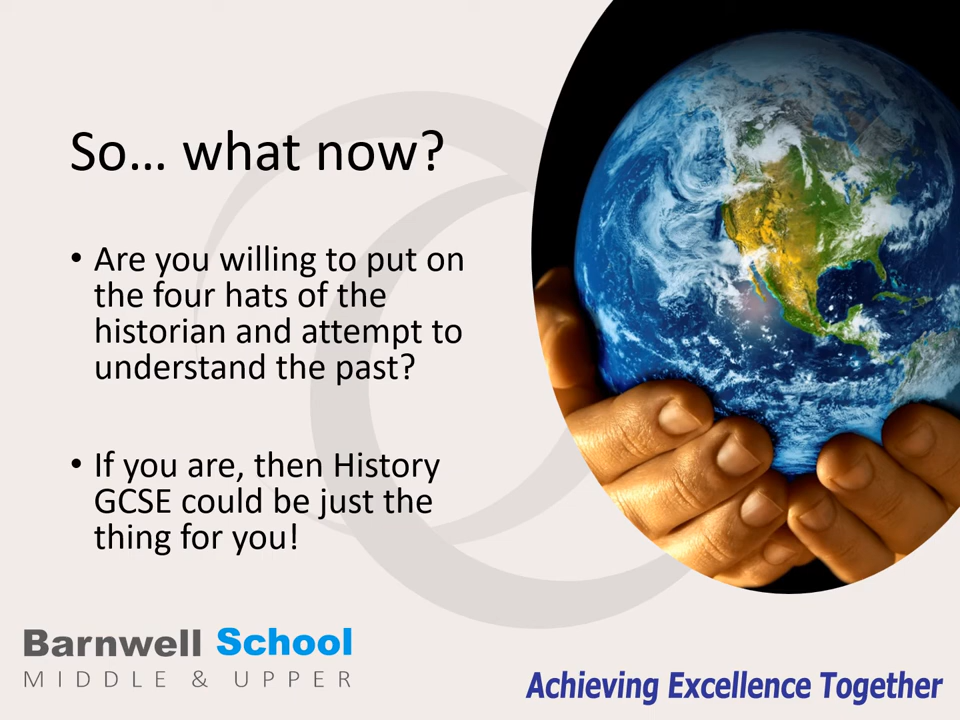 So... what now?
• Are you willing to put on
the four hats of the
historian and attempt to
understand the past?
• If you are, then History
GCSE could be just the
thing for you!
Barnwell School
MIDDLE & UPPER
Achieving Excellence Together